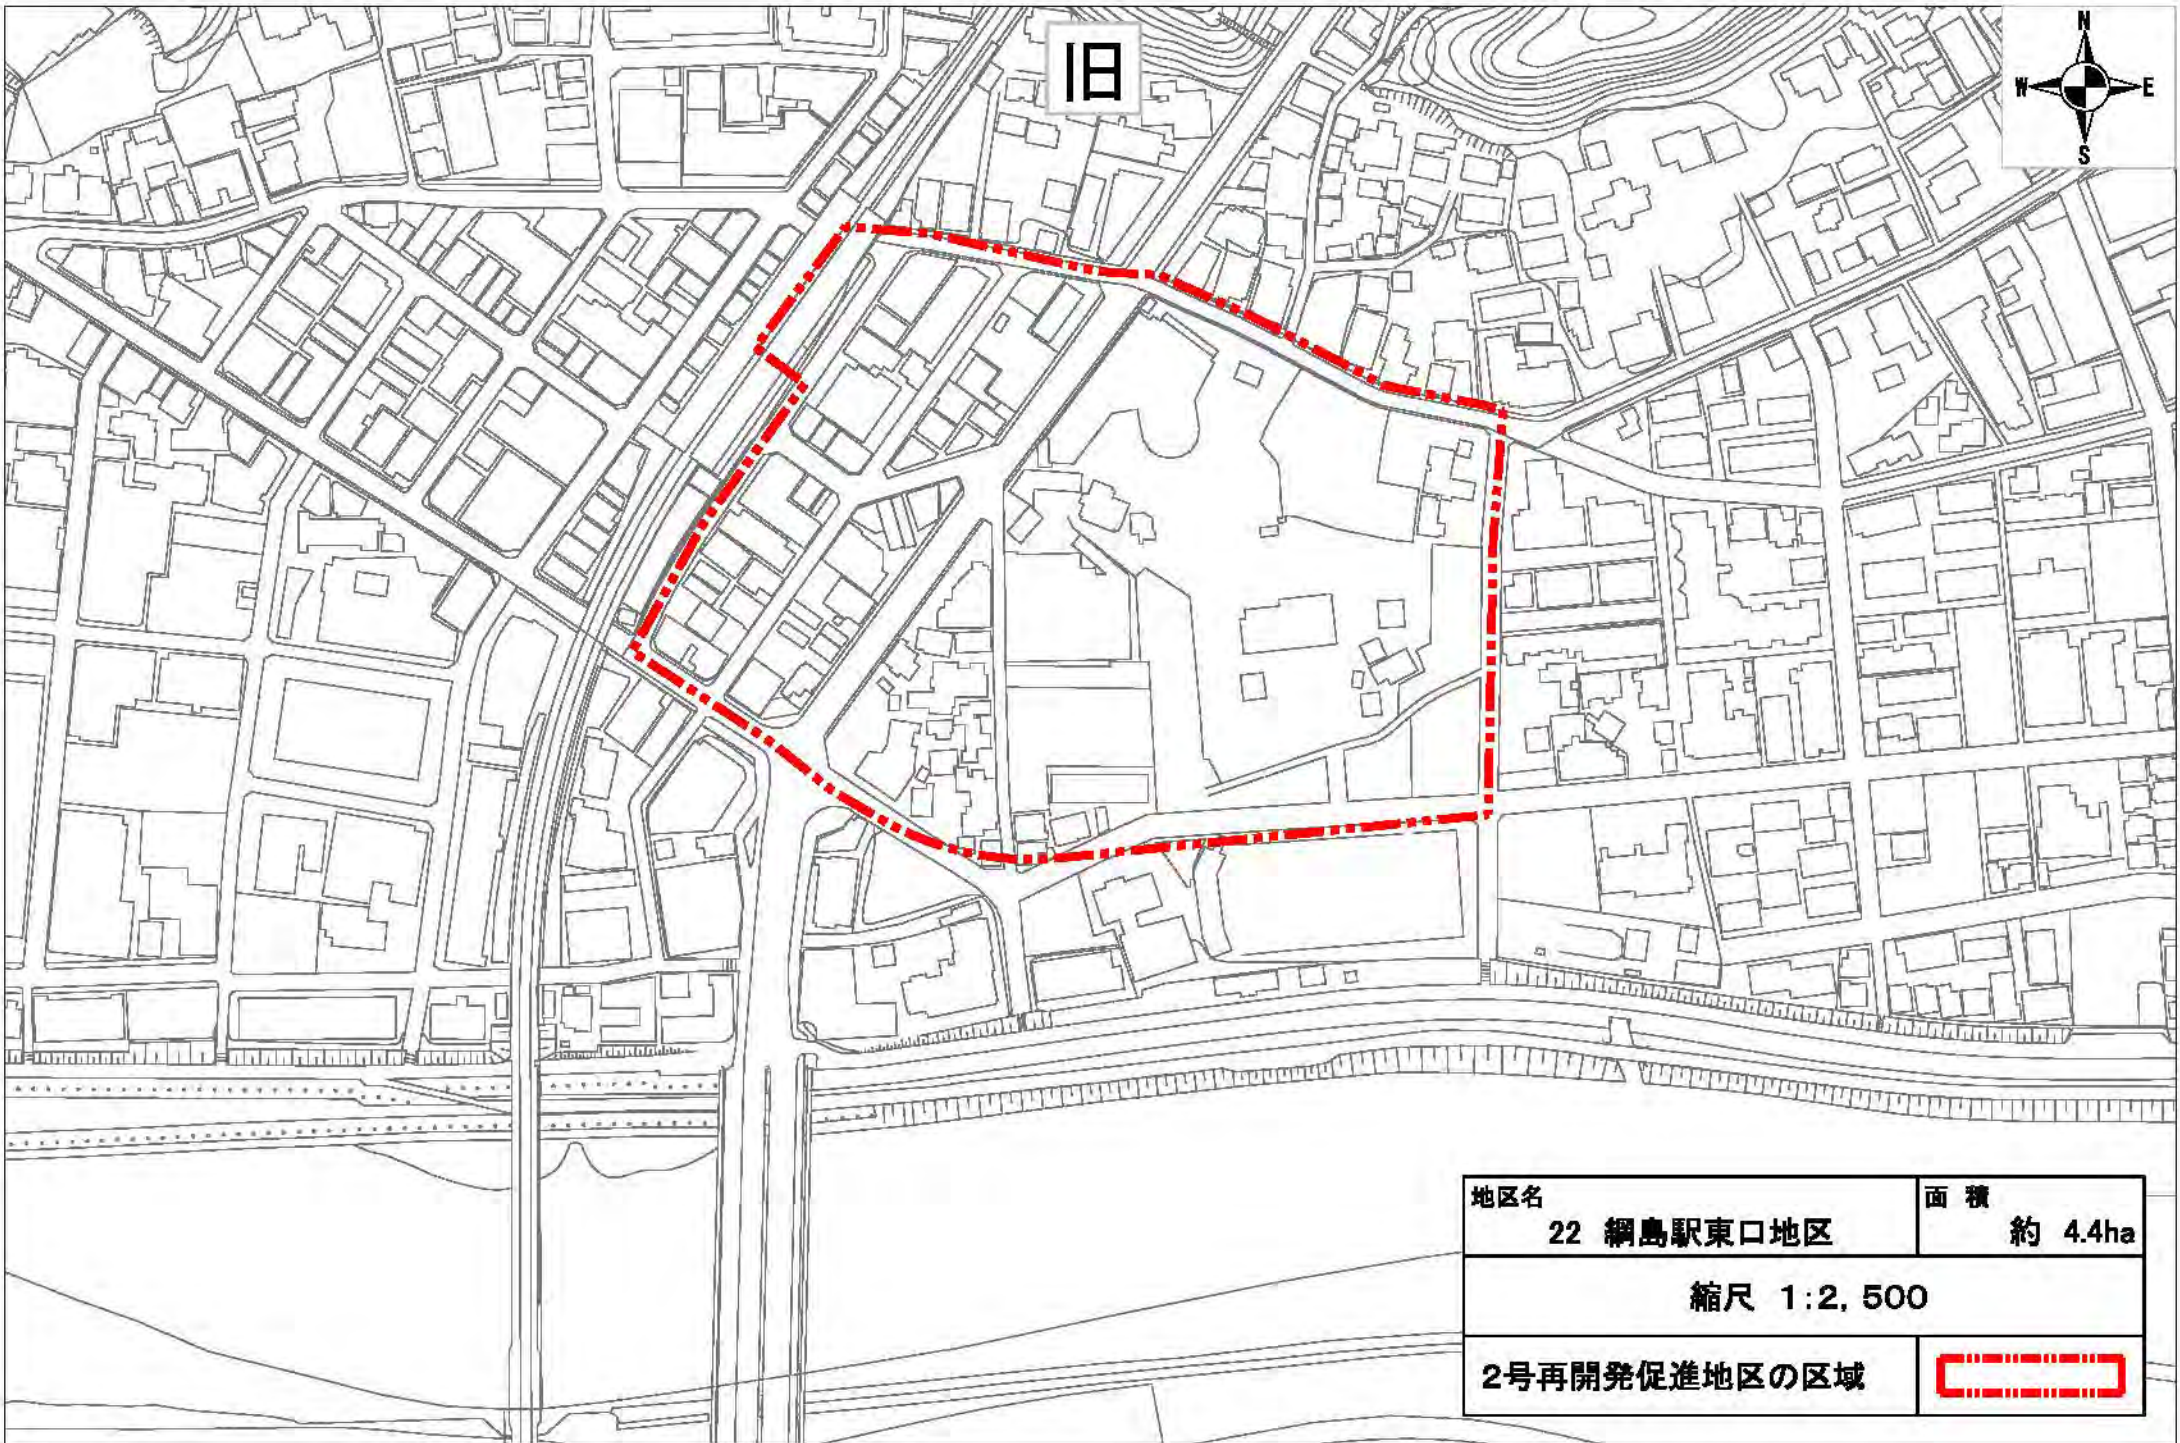 旧
N
W E
S
地区名
22 綱島駅東口地区
面 積
約 4.4ha
縮尺 1:2,500
2号再開発促進地区の区域